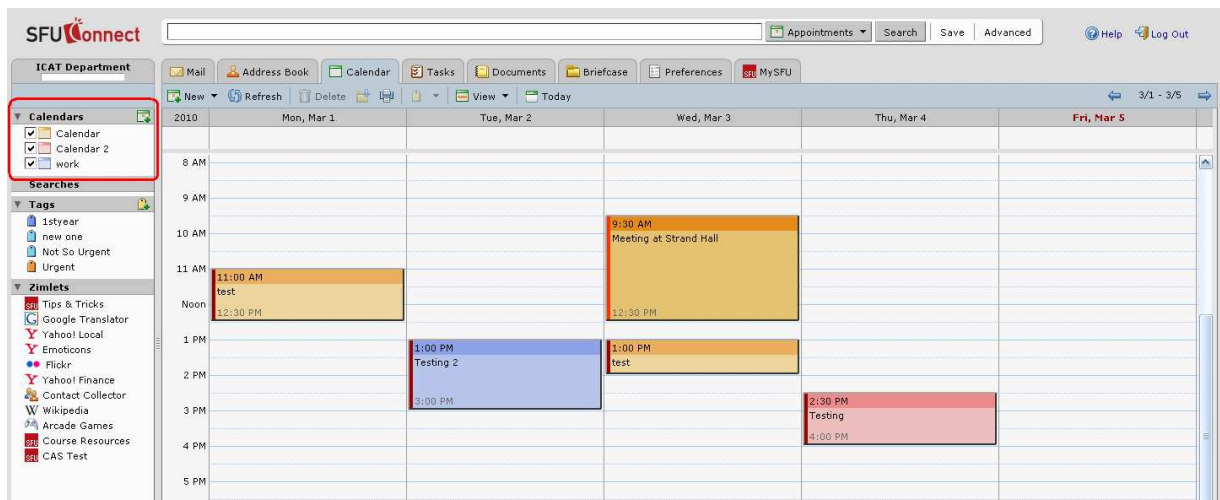 SFU Connect
Appointments Search Save Advanced
Help Log Out
ICAT Department
Mail Address Book Calendar Tasks Documents Briefcase Preferences SFU MySFU
New Refresh Delete View Today 3/1 - 3/5
Calendars
Calendar
Calendar 2
work
Searches
Tags
1styear
new one
Not So Urgent
Urgent
Zimlets
SFU Tips & Tricks
G Google Translator
Y Yahoo! Local
Y Emoticons
Flickr
Y Yahoo! Finance
Contact Collector
W Wikipedia
Arcade Games
SFU Course Resources
SFU CAS Test
2010 Mon, Mar 1 Tue, Mar 2 Wed, Mar 3 Thu, Mar 4 Fri, Mar 5
8 AM
9 AM
10 AM
11 AM
Noon
1 PM
2 PM
3 PM
4 PM
5 PM
11:00 AM
test
12:30 PM
1:00 PM
Testing 2
3:00 PM
9:30 AM
Meeting at Strand Hall
12:30 PM
1:00 PM
test
2:30 PM
Testing
4:00 PM